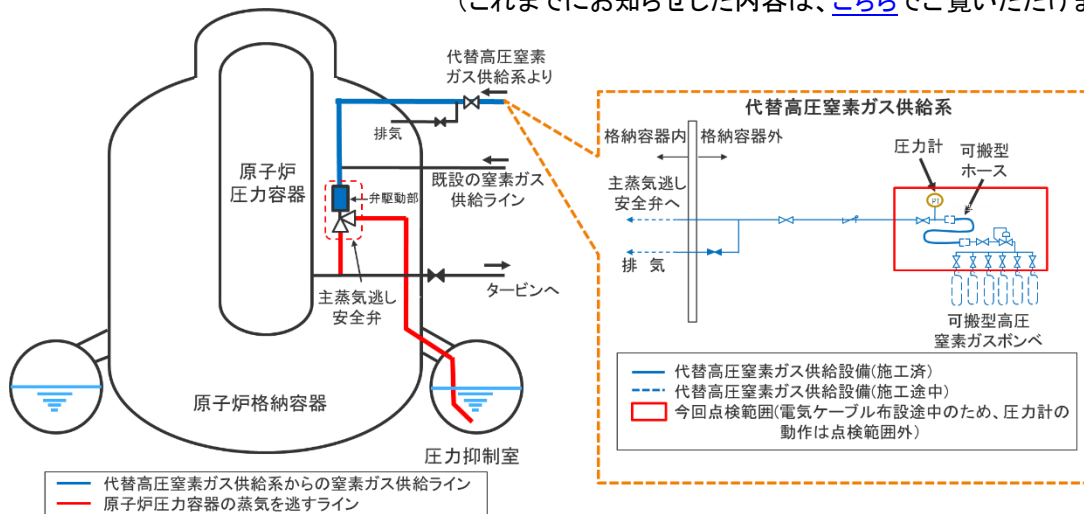 (これまでにお知らせした内容は、こちらでご覧いただけま
代替高圧窒素
ガス供給系より
排気
原子炉
圧力容器
既設の窒素ガス
供給ライン
弁駆動部
主蒸気逃し
安全弁
タービンへ
原子炉格納容器
圧力抑制室
代替高圧窒素ガス供給系からの窒素ガス供給ライン
原子炉圧力容器の蒸気を逃すライン
代替高圧窒素ガス供給系
格納容器内
格納容器外
圧力計
可搬型
ホース
PI
主蒸気逃し
安全弁へ
排 気
可搬型高圧
窒素ガスボンベ
代替高圧窒素ガス供給設備(施工済)
代替高圧窒素ガス供給設備(施工途中)
今回点検範囲(電気ケーブル布設途中のため、圧力計の
動作は点検範囲外)